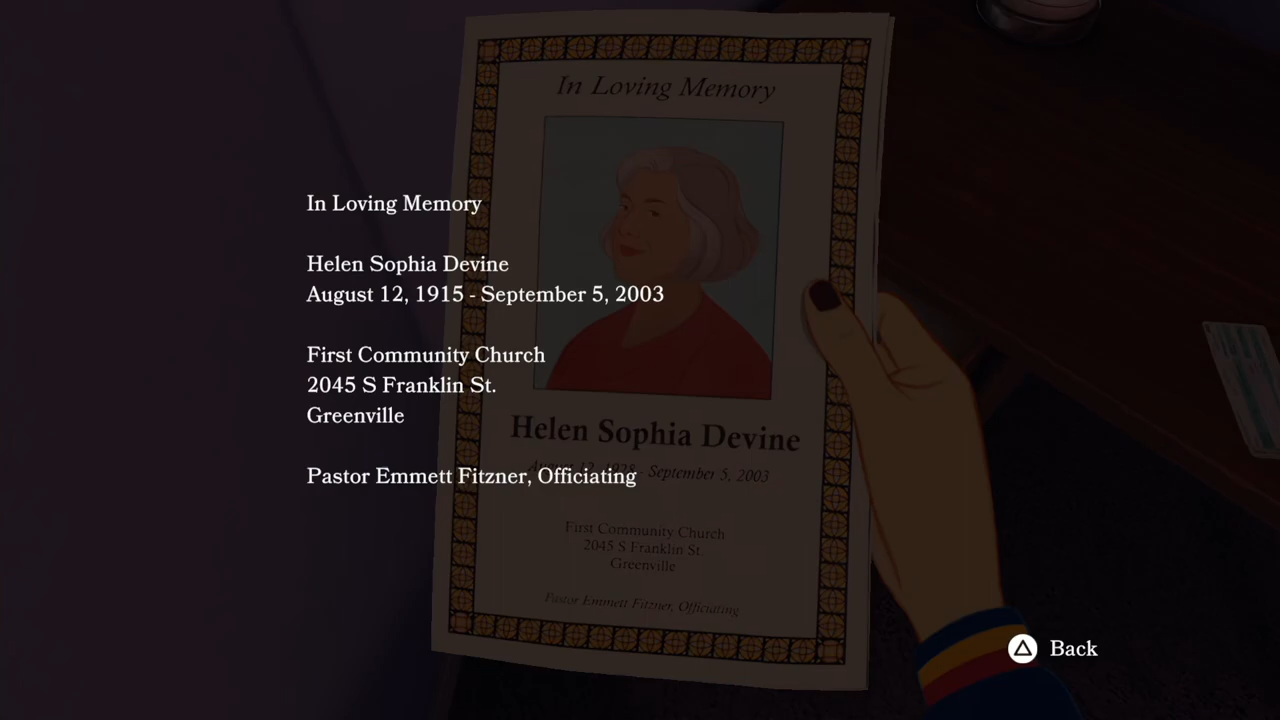 In Loving Memory
Helen Sophia Devine
August 12, 1915 - September 5, 2003
First Community Church
2045 S Franklin St.
Greenville
Pastor Emmett Fitzner, Officiating
In Loving Memory
Helen Sophia Devine
August 12, - September 5, 2003
First Community Church
2045 S Franklin St.
Greenville
Pastor Emmett Fitzner, Officiating
Back